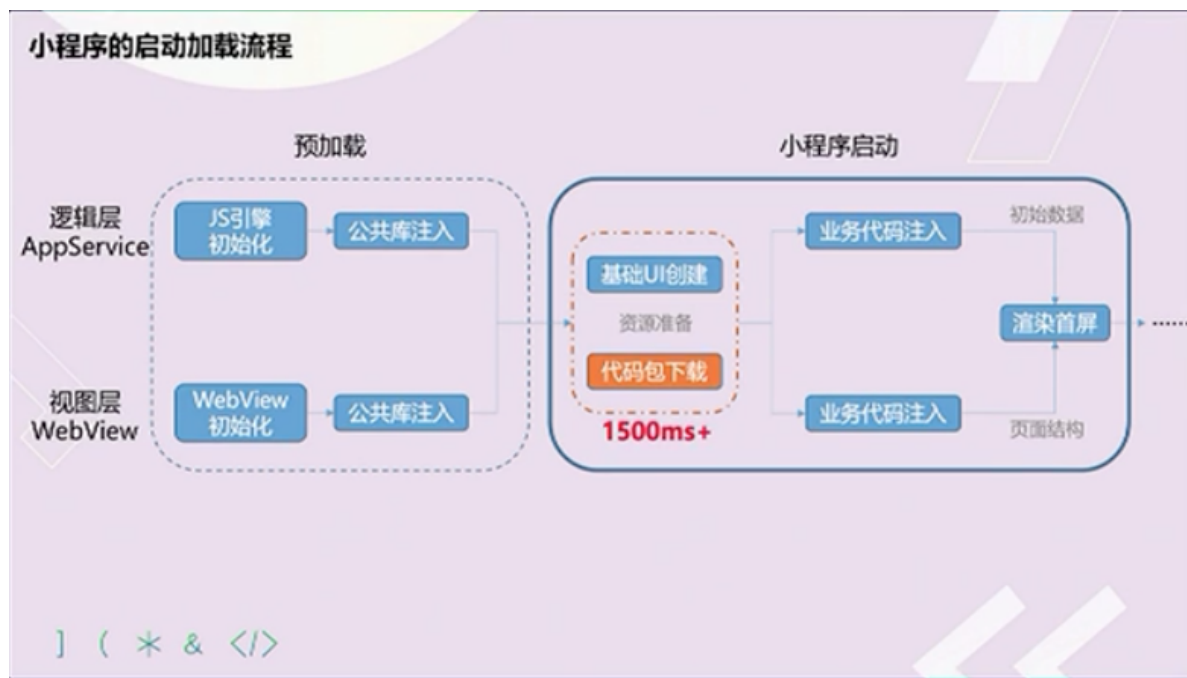 小程序的启动加载流程
预加载
小程序启动
逻辑层
AppService
JS引擎
初始化
公共库注入
视图层
WebView
WebView
初始化
公共库注入
基础UI创建
资源准备
代码包下载
1500ms+
业务代码注入
初始数据
渲染首屏
......
业务代码注入
页面结构
] ( * & </>